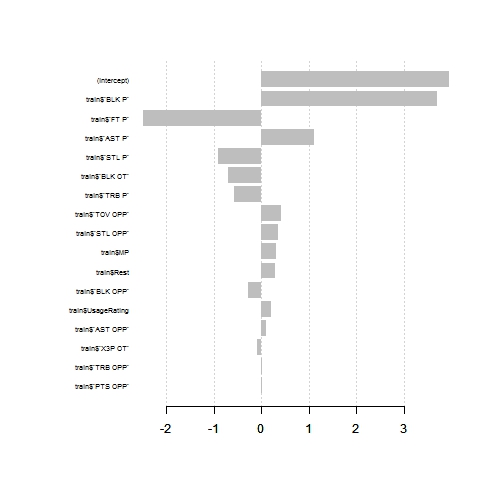 (Intercept)
train$`BLK P`
train$`FT P`
train$`AST P`
train$`STL P`
train$`BLK OT`
train$`TRB P`
train$`TOV OPP`
train$`STL OPP`
train$MP
train$Rest
train$`BLK OPP`
train$UsageRating
train$`AST OPP`
train$`X3P OT`
train$`TRB OPP`
train$`PTS OPP`
-2 -1 0 1 2 3